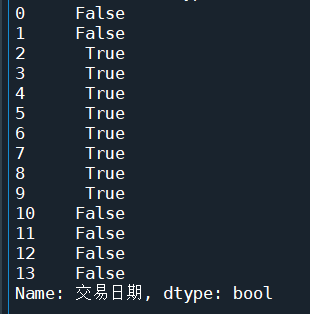 0     False
1     False
2      True
3      True
4      True
5      True
6      True
7      True
8      True
9      True
10    False
11    False
12    False
13    False
Name: 交易日期, dtype: bool